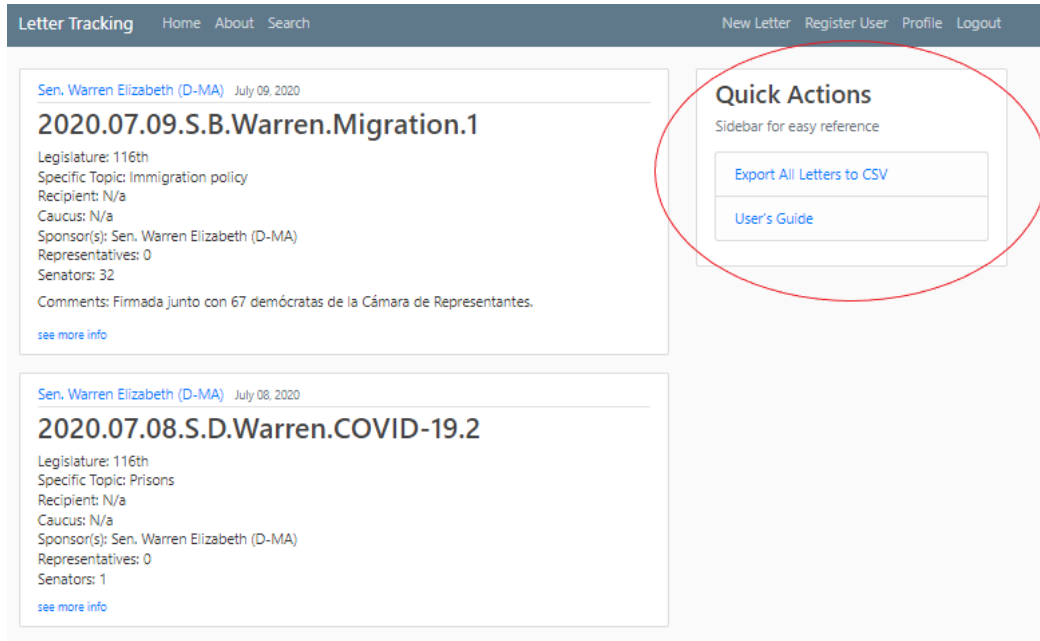 Letter Tracking Home About Search New Letter Register User Profile Logout
Sen. Warren Elizabeth (D-MA) July 09, 2020
2020.07.09.S.B.Warren.Migration.1
Legislature: 116th
Specific Topic: Immigration policy
Recipient: N/a
Caucus: N/a
Sponsor(s): Sen. Warren Elizabeth (D-MA)
Representatives: 0
Senators: 32
Comments: Firmada junto con 67 demócratas de la Cámara de Representantes.
see more info
Sen. Warren Elizabeth (D-MA) July 08, 2020
2020.07.08.S.D.Warren.COVID-19.2
Legislature: 116th
Specific Topic: Prisons
Recipient: N/a
Caucus: N/a
Sponsor(s): Sen. Warren Elizabeth (D-MA)
Representatives: 0
Senators: 1
see more info
Quick Actions
Sidebar for easy reference
Export All Letters to CSV
User's Guide